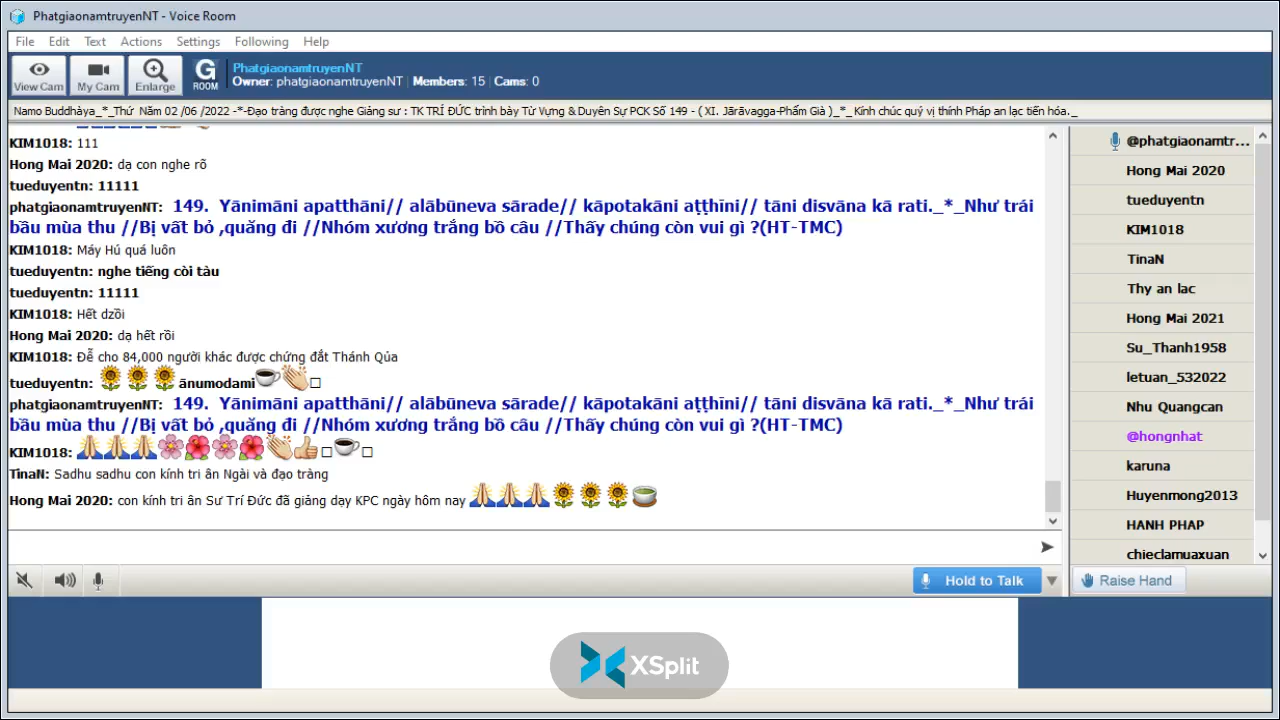 PhatgiaonamtruyenNT - Voice Room
File Edit Text Actions Settings Following Help
View Cam My Cam Enlarge G ROOM
PhatgiaonamtruyenNT
Owner: phatgiaonamtruyenNT Members: 15 Cams: 0
Namo Buddhàya_*_Thứ Năm 02 /06 /2022 -*-Đạo tràng được nghe Giảng sư : TK TRÍ ĐỨC trình bày Từ Vựng & Duyên Sự PCK Số 149 - ( XI. Jārāvagga-Phẩm Già )_*_ Kính chúc quý vị thính Pháp an lạc tiến hóa._
KIM1018: 111
Hong Mai 2020: dạ con nghe rõ
tueduyentn: 11111
phatgiaonamtruyenNT: 149. Yānimāni apatthāni// alābūneva sārade// kāpotakāni aṭṭhīni// tāni disvāna kā rati._*_Như trái
bầu mùa thu //Bị vất bỏ ,quăng đi //Nhóm xương trắng bồ câu //Thấy chúng còn vui gì ?(HT-TMC)
KIM1018: Máy Hú quá luôn
tueduyentn: nghe tiếng còi tàu
tueduyentn: 11111
KIM1018: Hết dzồi
Hong Mai 2020: dạ hết rồi
KIM1018: Để cho 84,000 người khác được chứng đắt Thánh Qủa
tueduyentn: 🌻🌻🌻 ānumodami☕👏□
phatgiaonamtruyenNT: 149. Yānimāni apatthāni// alābūneva sārade// kāpotakāni aṭṭhīni// tāni disvāna kā rati._*_Như trái
bầu mùa thu //Bị vất bỏ ,quăng đi //Nhóm xương trắng bồ câu //Thấy chúng còn vui gì ?(HT-TMC)
KIM1018: 🙏🙏🙏🌸🌺🌸🌺👏👍□☕□
TinaN: Sadhu sadhu con kính tri ân Ngài và đạo tràng
Hong Mai 2020: con kính tri ân Sư Trí Đức đã giảng dạy KPC ngày hôm nay 🙏🙏🙏🌻🌻🌻🍵
@phatgiaonamtr...
Hong Mai 2020
tueduyentn
KIM1018
TinaN
Thy an lac
Hong Mai 2021
Su_Thanh1958
letuan_532022
Nhu Quangcan
@hongnhat
karuna
Huyenmong2013
HANH PHAP
chieclamuaxuan
Hold to Talk
Raise Hand
XSplit